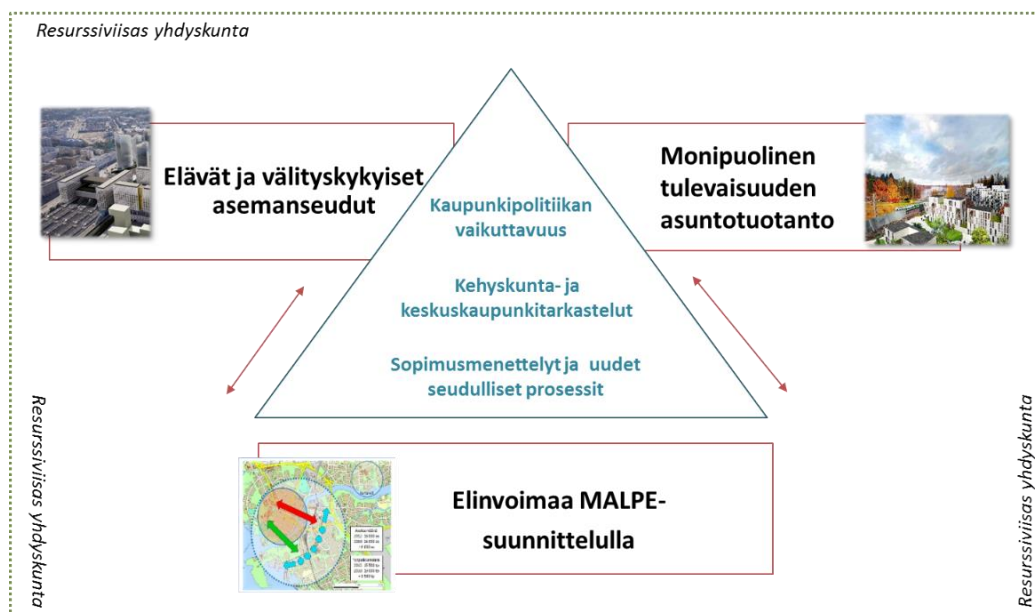 Resurssiviisas yhdyskunta
Elävät ja välityskykyiset
asemanseudut
Monipuolinen
tulevaisuuden
asuntotuotanto
Kaupunkipolitiikan
vaikuttavuus
Kehyskunta- ja
keskuskaupunkitarkastelut
Sopimusmenettelyt ja uudet
seudulliset prosessit
Resurssiviisas yhdyskunta
Resurssiviisas yhdyskunta
Elinvoimaa MALPE-
suunnittelulla